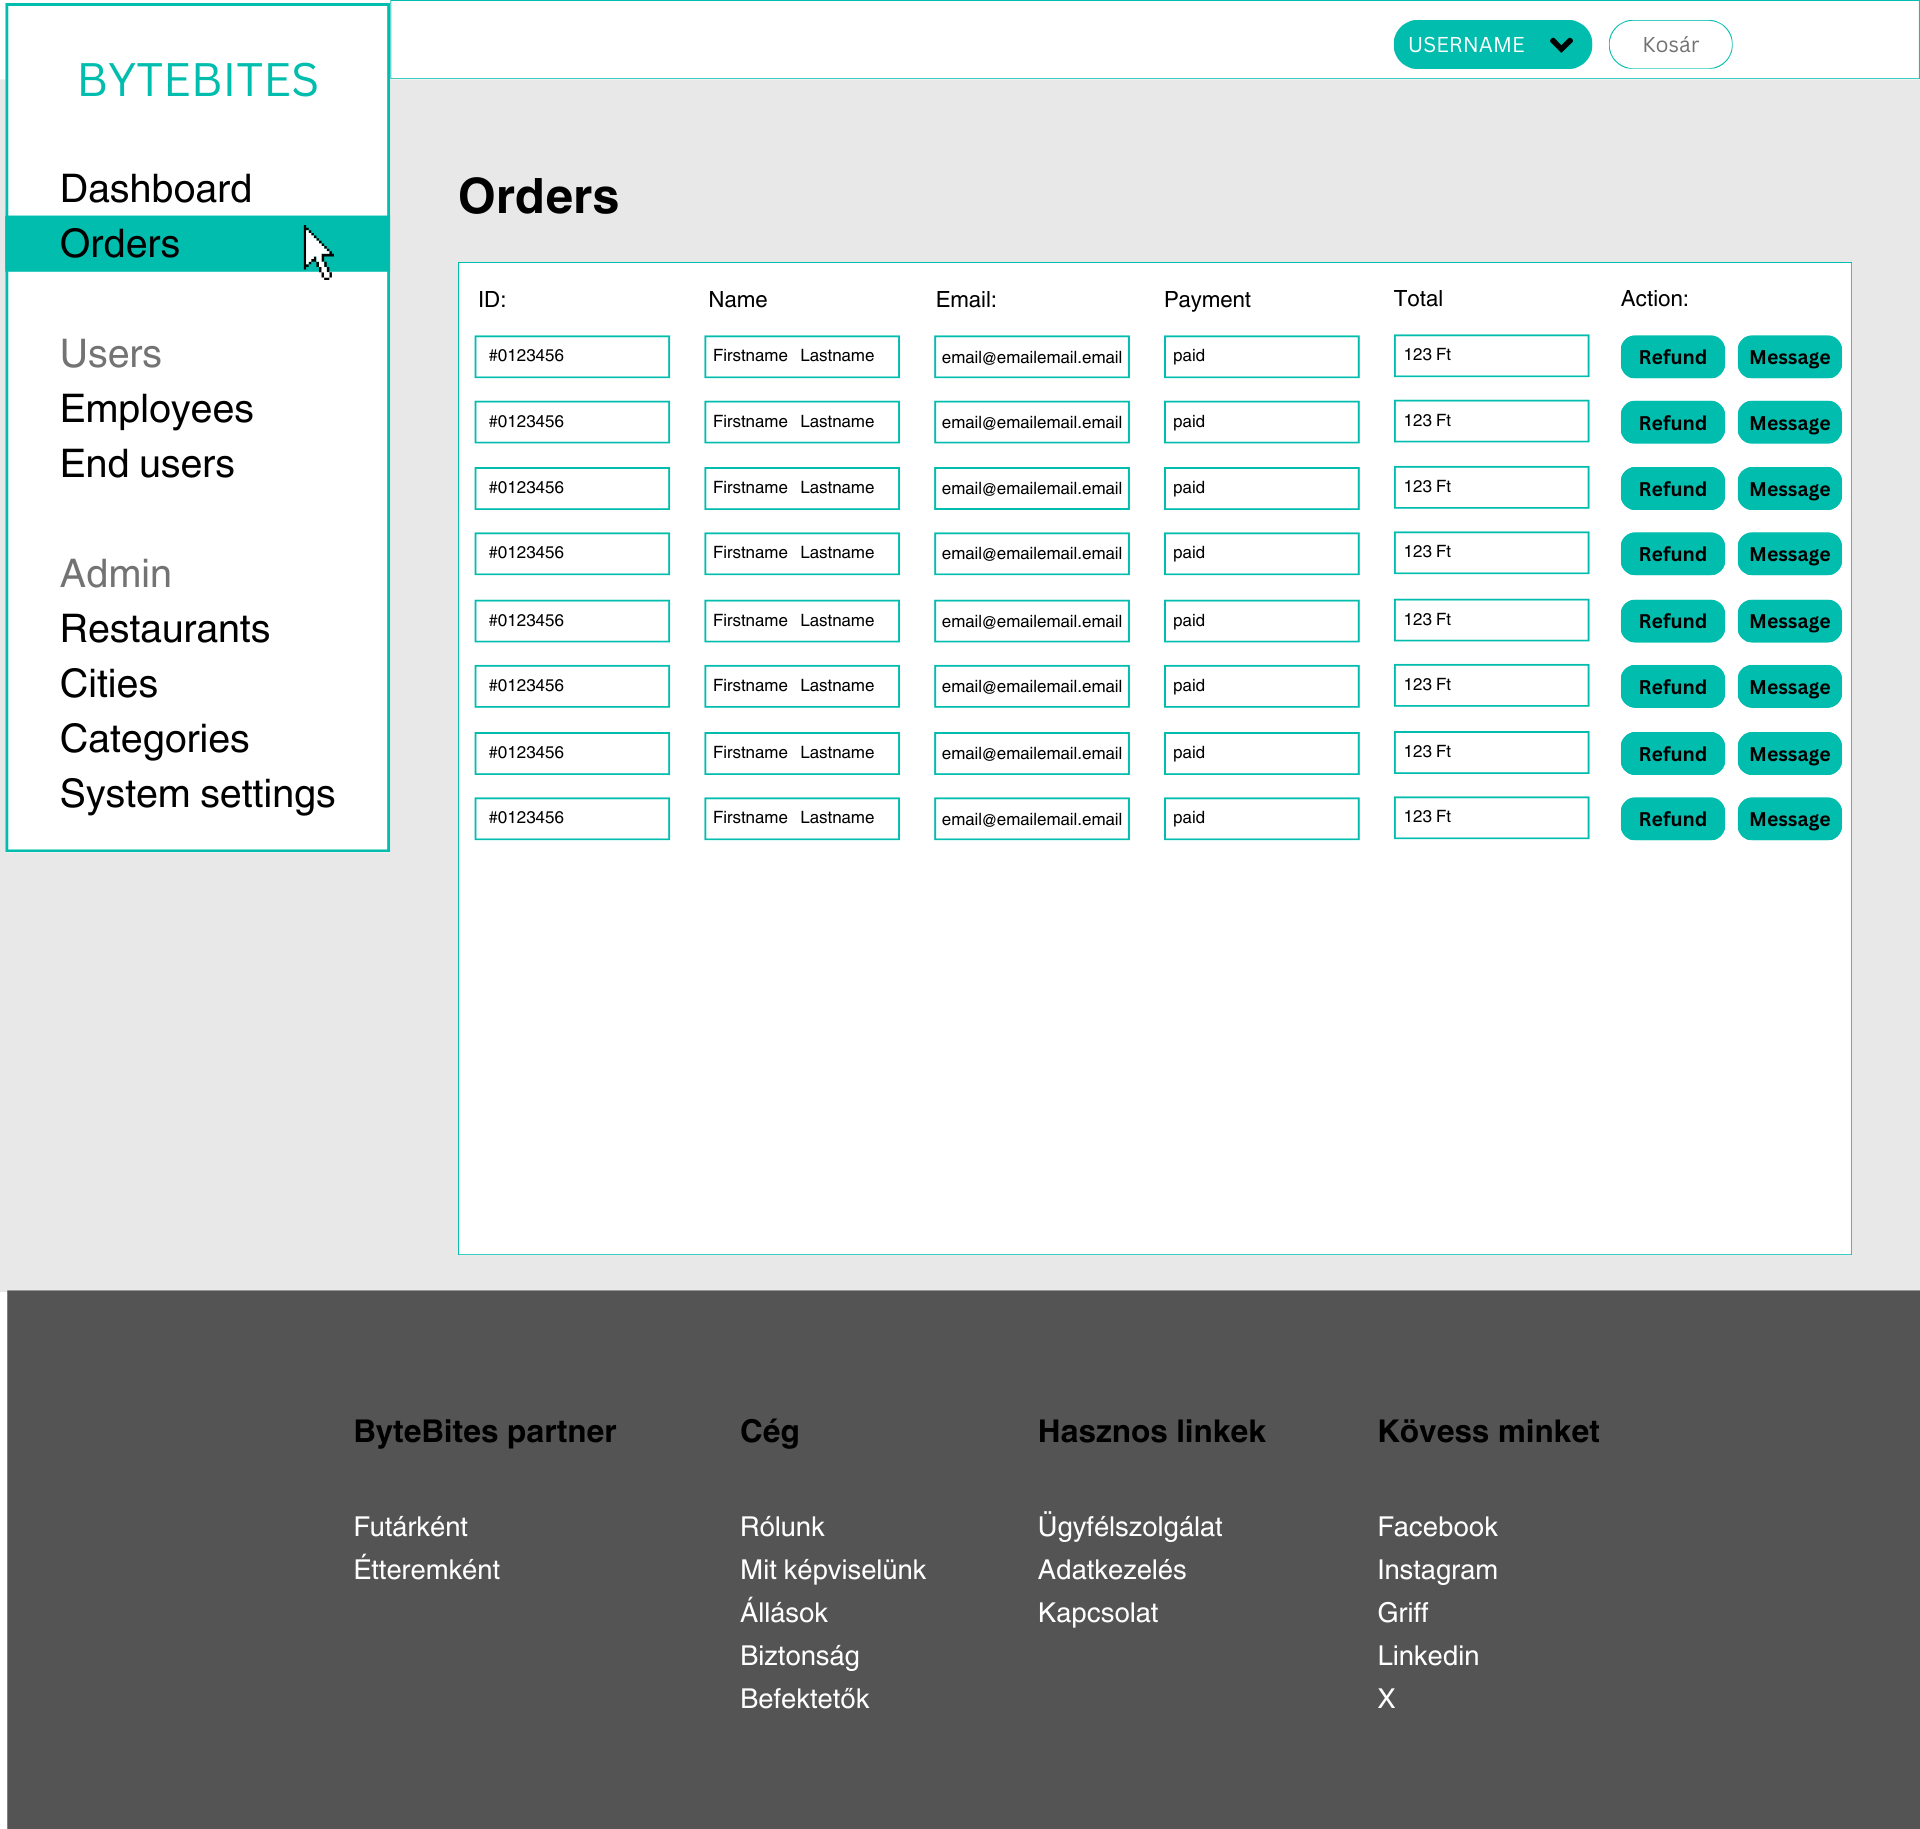 BYTEBITES
USERNAME Kosár
Dashboard
Orders
Users
Employees
End users
Admin
Restaurants
Cities
Categories
System settings
Orders
ID: Name Email: Payment Total Action:
#0123456 Firstname Lastname email@emailemail.email paid 123 Ft Refund Message
#0123456 Firstname Lastname email@emailemail.email paid 123 Ft Refund Message
#0123456 Firstname Lastname email@emailemail.email paid 123 Ft Refund Message
#0123456 Firstname Lastname email@emailemail.email paid 123 Ft Refund Message
#0123456 Firstname Lastname email@emailemail.email paid 123 Ft Refund Message
#0123456 Firstname Lastname email@emailemail.email paid 123 Ft Refund Message
#0123456 Firstname Lastname email@emailemail.email paid 123 Ft Refund Message
#0123456 Firstname Lastname email@emailemail.email paid 123 Ft Refund Message
ByteBites partner
Futárként
Étteremként
Cég
Rólunk
Mit képviselünk
Állások
Biztonság
Befektetők
Hasznos linkek
Ügyfélszolgálat
Adatkezelés
Kapcsolat
Kövess minket
Facebook
Instagram
Griff
Linkedin
X